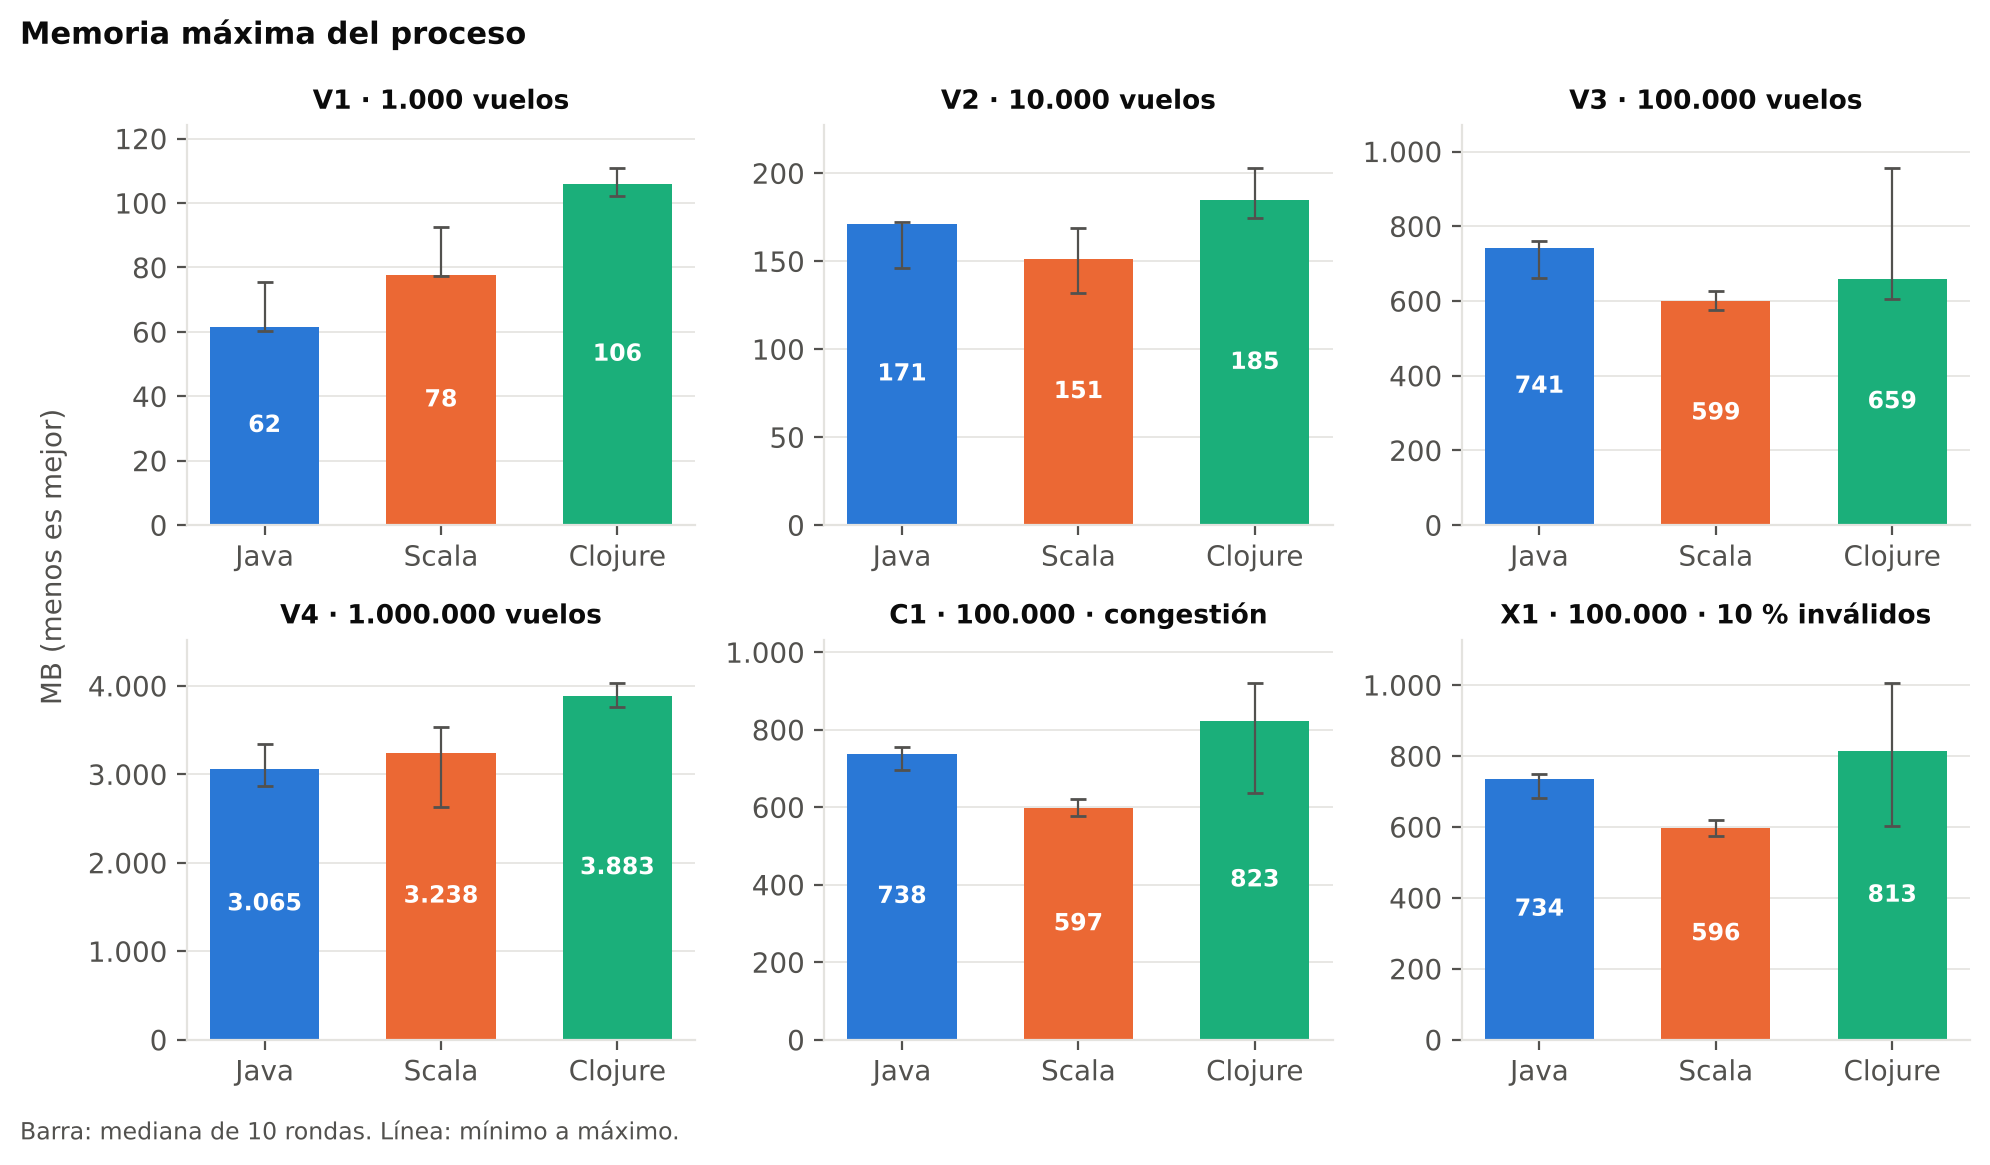 Memoria máxima del proceso
MB (menos es mejor)
V1 · 1.000 vuelos
120
100
80
60
40
20
0
62
78
106
Java
Scala
Clojure
V2 · 10.000 vuelos
200
150
100
50
0
171
151
185
Java
Scala
Clojure
V3 · 100.000 vuelos
1.000
800
600
400
200
0
741
599
659
Java
Scala
Clojure
V4 · 1.000.000 vuelos
4.000
3.000
2.000
1.000
0
3.065
3.238
3.883
Java
Scala
Clojure
C1 · 100.000 · congestión
1.000
800
600
400
200
0
738
597
823
Java
Scala
Clojure
X1 · 100.000 · 10 % inválidos
1.000
800
600
400
200
0
734
596
813
Java
Scala
Clojure
Barra: mediana de 10 rondas. Línea: mínimo a máximo.